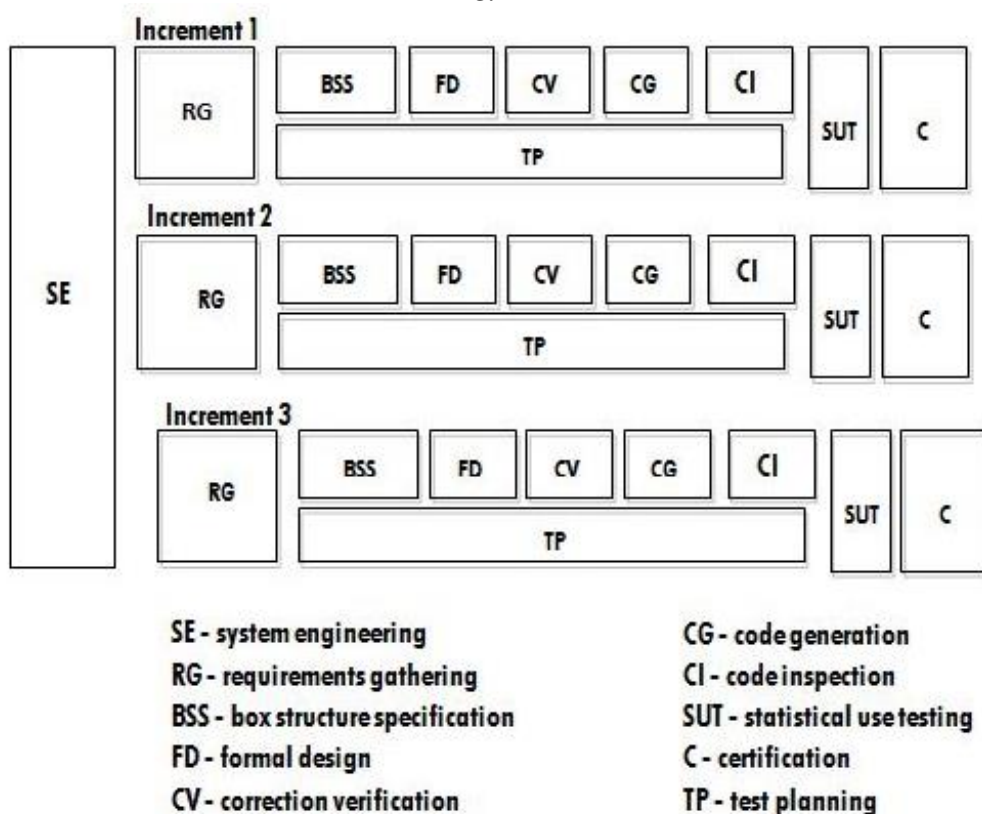 Increment 1
RG
BSS FD CV CG CI
TP
SUT C
Increment 2
SE
RG
BSS FD CV CG CI
TP
SUT C
Increment 3
RG
BSS FD CV CG CI
TP
SUT C
SE - system engineering
RG - requirements gathering
BSS - box structure specification
FD - formal design
CV - correction verification
CG - code generation
CI - code inspection
SUT - statistical use testing
C - certification
TP - test planning